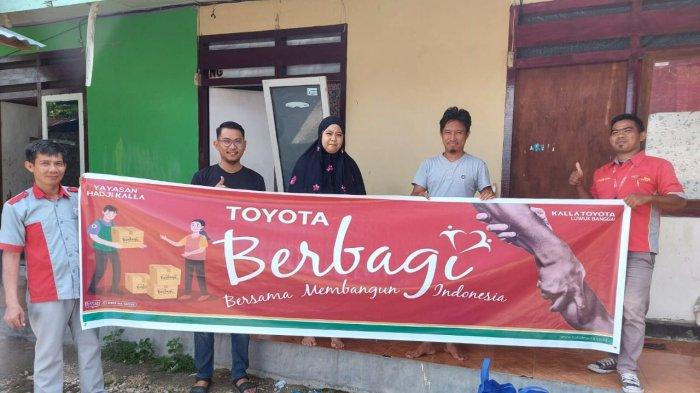 YAYASAN
HADJI KALLA
TOYOTA
Berbagi
Bersama Membangun Indonesia
KALLA TOYOTA
LUWUK BANGGAI